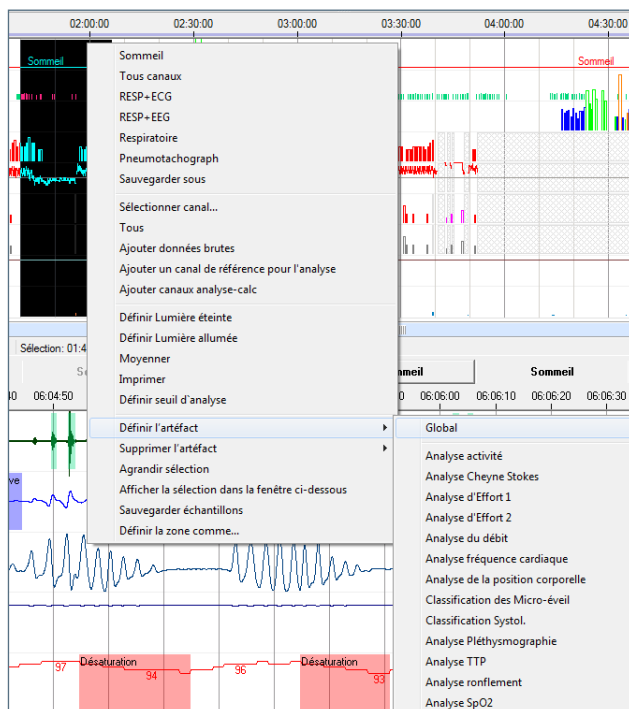 02:00:00 02:30:00 03:00:00 03:30:00 04:00:00 04:30:00
Sommeil
Sommeil
Sommeil
Tous canaux
RESP+ECG
RESP+EEG
Respiratoire
Pneumotachograph
Sauvegarder sous
Sélectionner canal...
Tous
Ajouter données brutes
Ajouter un canal de référence pour l'analyse
Ajouter canaux analyse-calc
Définir Lumière éteinte
Définir Lumière allumée
Sélection: 01:4
Moyenner
Imprimer
Définir seuil d'analyse
S
mmeil
Sommeil
40 06:04:50
06:06:00 06:06:10 06:06:20 06:06:30
Définir l'artéfact
Supprimer l'artéfact
Agrandir sélection
Afficher la sélection dans la fenêtre ci-dessous
Sauvegarder échantillons
Définir la zone comme...
Global
Analyse activité
Analyse Cheyne Stokes
Analyse d'Effort 1
Analyse d'Effort 2
Analyse du débit
Analyse fréquence cardiaque
Analyse de la position corporelle
Classification des Micro-éveil
Classification Systol.
Analyse Pléthysmographie
Analyse TTP
Analyse ronflement
Analyse SpO2
ve
Désaturation
Désaturation
97
94
96
93